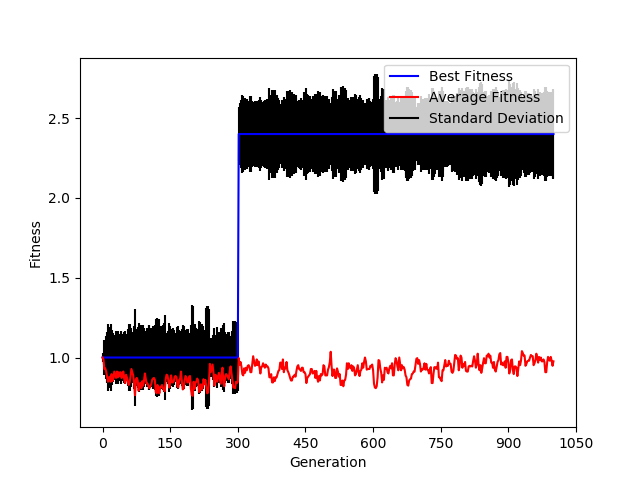 Best Fitness
Average Fitness
Standard Deviation
2.5
2.0
1.5
1.0
Fitness
0 150 300 450 600 750 900 1050
Generation